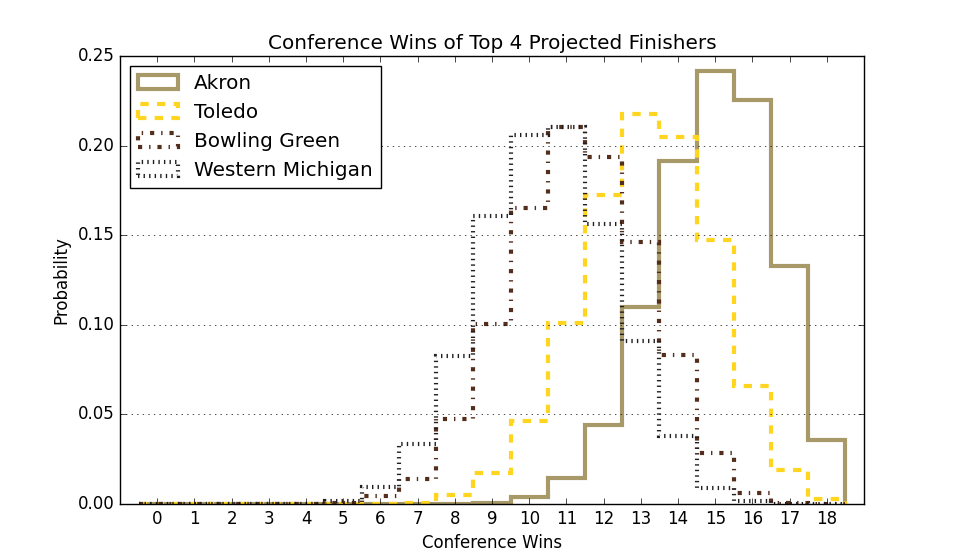 Conference Wins of Top 4 Projected Finishers
0.25
0.20
0.15
0.10
0.05
0.00
Probability
Akron
Toledo
Bowling Green
Western Michigan
0 1 2 3 4 5 6 7 8 9 10 11 12 13 14 15 16 17 18
Conference Wins